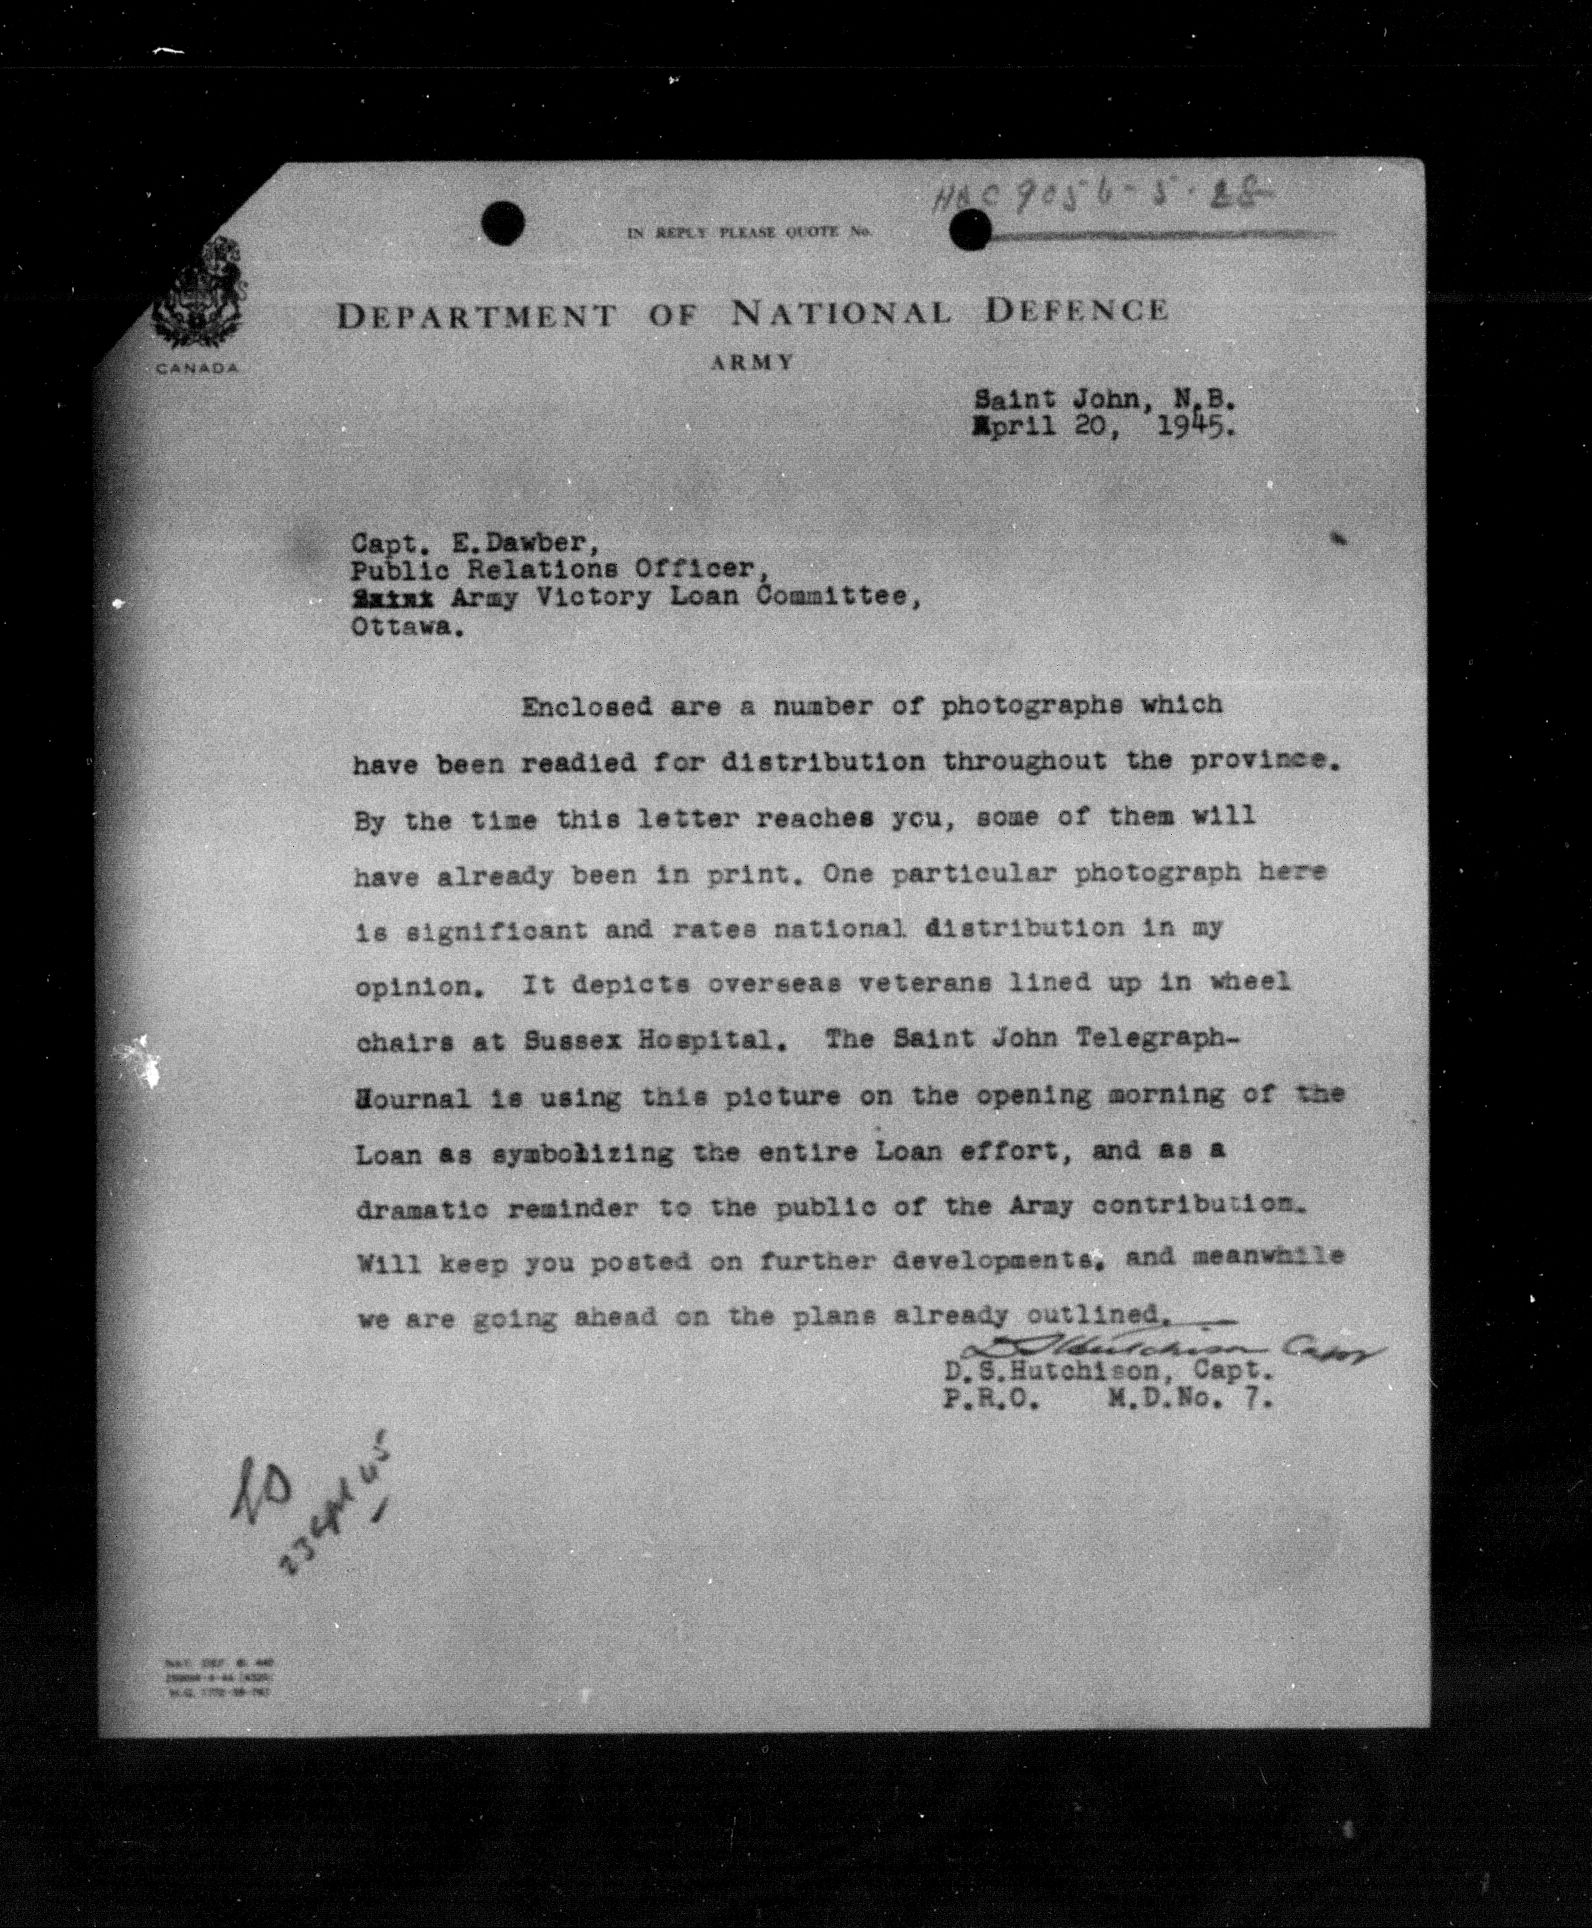 HQC 9056-5-28
IN REPLY PLEASE QUOTE No.
DEPARTMENT OF NATIONAL DEFENCE
ARMY
CANADA
Saint John, N.B.
April 20, 1945.
Capt. E.Dawber,
Public Relations Officer,
Army Victory Loan Committee,
Ottawa.
Enclosed are a number of photographs which
have been readied for distribution throughout the province.
By the time this letter reaches you, some of them will
have already been in print. One particular photograph here
is significant and rates national distribution in my
opinion. It depicts overseas veterans lined up in wheel
chairs at Sussex Hospital. The Saint John Telegraph-
Journal is using this picture on the opening morning of the
Loan as symbolizing the entire Loan effort, and as a
dramatic reminder to the public of the Army contribution.
Will keep you posted on further developments. and meanwhile
we are going ahead on the plans already outlined.
D S Hutchison Capt
D.S.Hutchison, Capt.
P.R.O. M.D.No. 7.
23 Apl 45